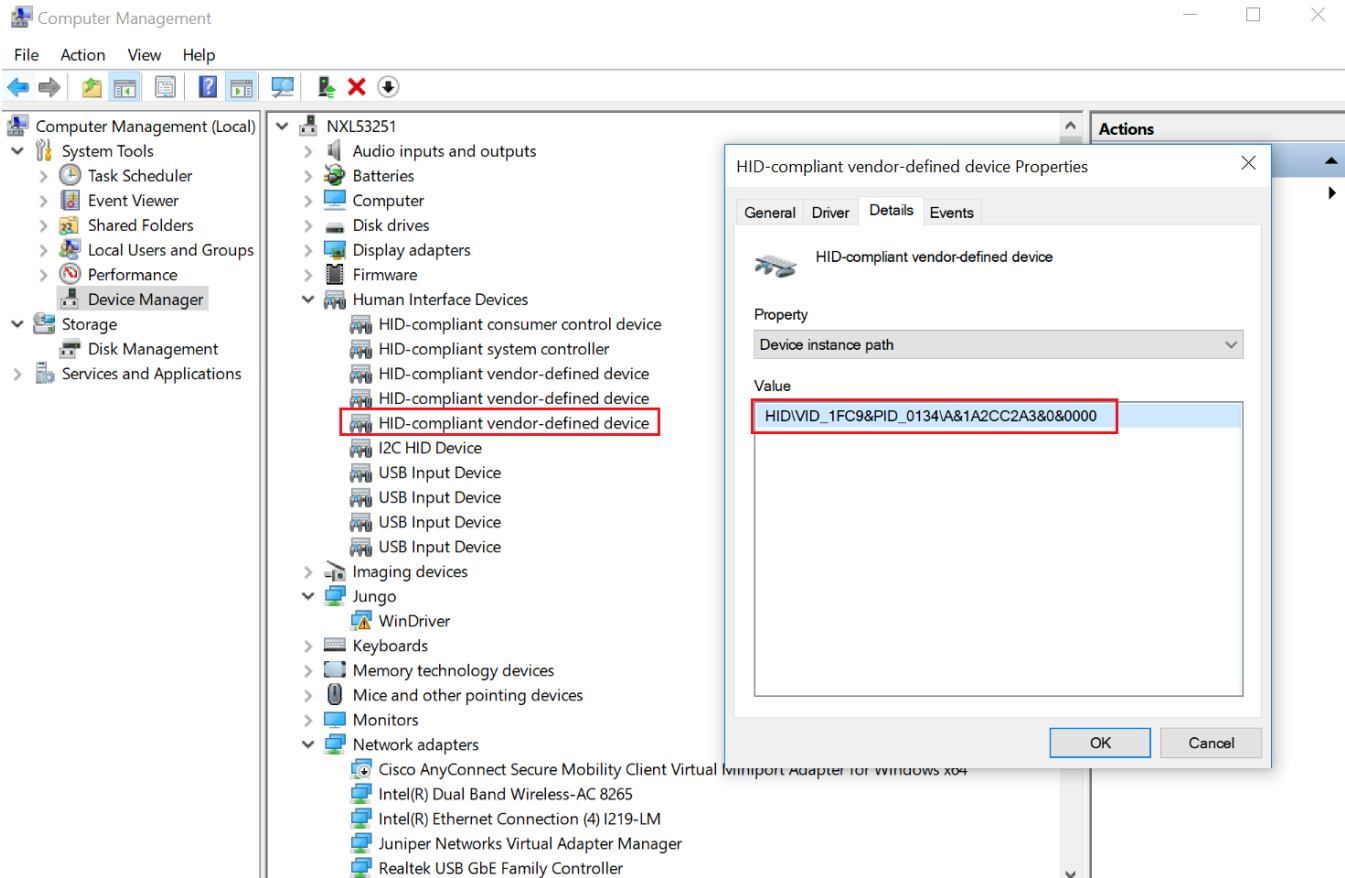 Computer Management
File Action View Help
Computer Management (Local)
System Tools
Task Scheduler
Event Viewer
Shared Folders
Local Users and Groups
Performance
Device Manager
Storage
Disk Management
Services and Applications
NXL53251
Audio inputs and outputs
Batteries
Computer
Disk drives
Display adapters
Firmware
Human Interface Devices
HID-compliant consumer control device
HID-compliant system controller
HID-compliant vendor-defined device
HID-compliant vendor-defined device
HID-compliant vendor-defined device
I2C HID Device
USB Input Device
USB Input Device
USB Input Device
USB Input Device
Imaging devices
Jungo
WinDriver
Keyboards
Memory technology devices
Mice and other pointing devices
Monitors
Network adapters
Cisco AnyConnect Secure Mobility Client Virtual Miniport Adapter for Windows x64
Intel(R) Dual Band Wireless-AC 8265
Intel(R) Ethernet Connection (4) I219-LM
Juniper Networks Virtual Adapter Manager
Realtek USB GbE Family Controller
Actions
HID-compliant vendor-defined device Properties
General Driver Details Events
HID-compliant vendor-defined device
Property
Device instance path
Value
HID\VID_1FC9&PID_0134\A&1A2CC2A3&0&0000
OK Cancel